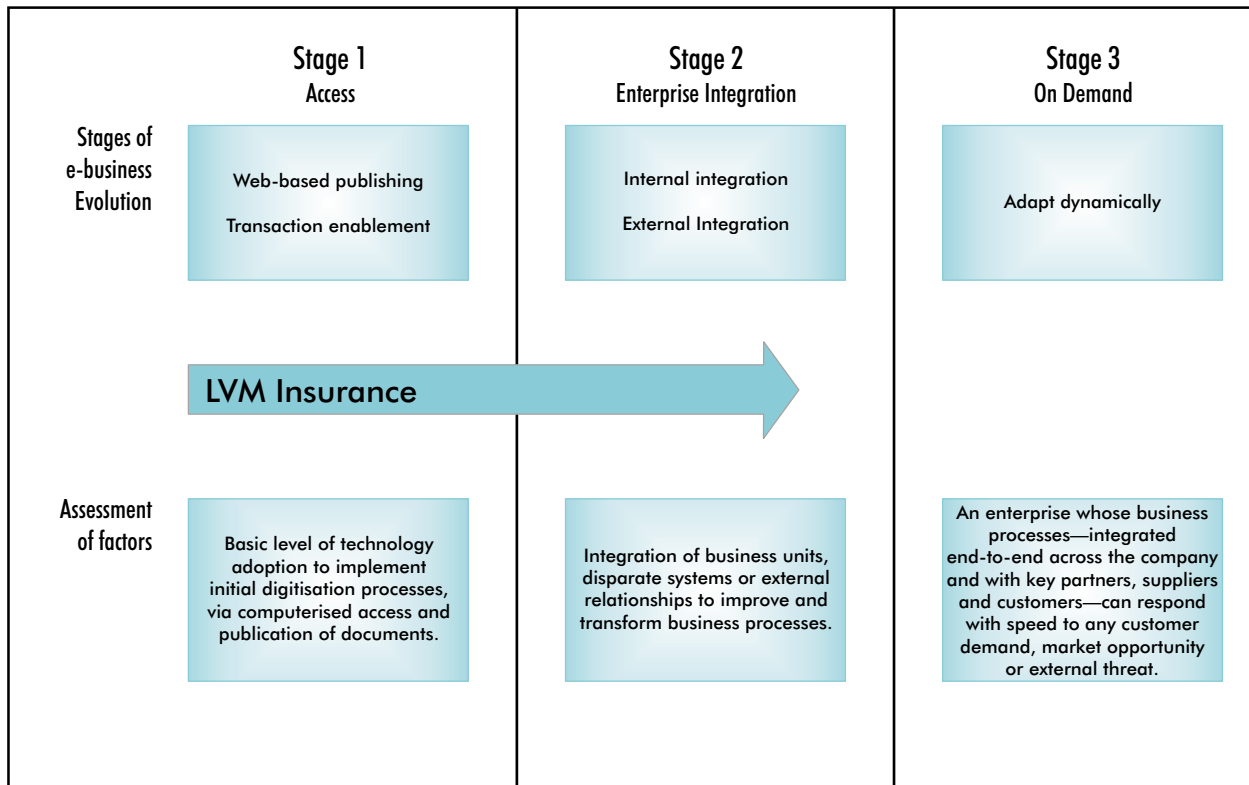 Stage 1
Access
Stage 2
Enterprise Integration
Stage 3
On Demand
Stages of
e-business
Evolution
Web-based publishing
Transaction enablement
Internal integration
External Integration
Adapt dynamically
LVM Insurance
Assessment
of factors
Basic level of technology
adoption to implement
initial digitisation processes,
via computerised access and
publication of documents.
Integration of business units,
disparate systems or external
relationships to improve and
transform business processes.
An enterprise whose business
processes—integrated
end-to-end across the company
and with key partners, suppliers
and customers—can respond
with speed to any customer
demand, market opportunity
or external threat.